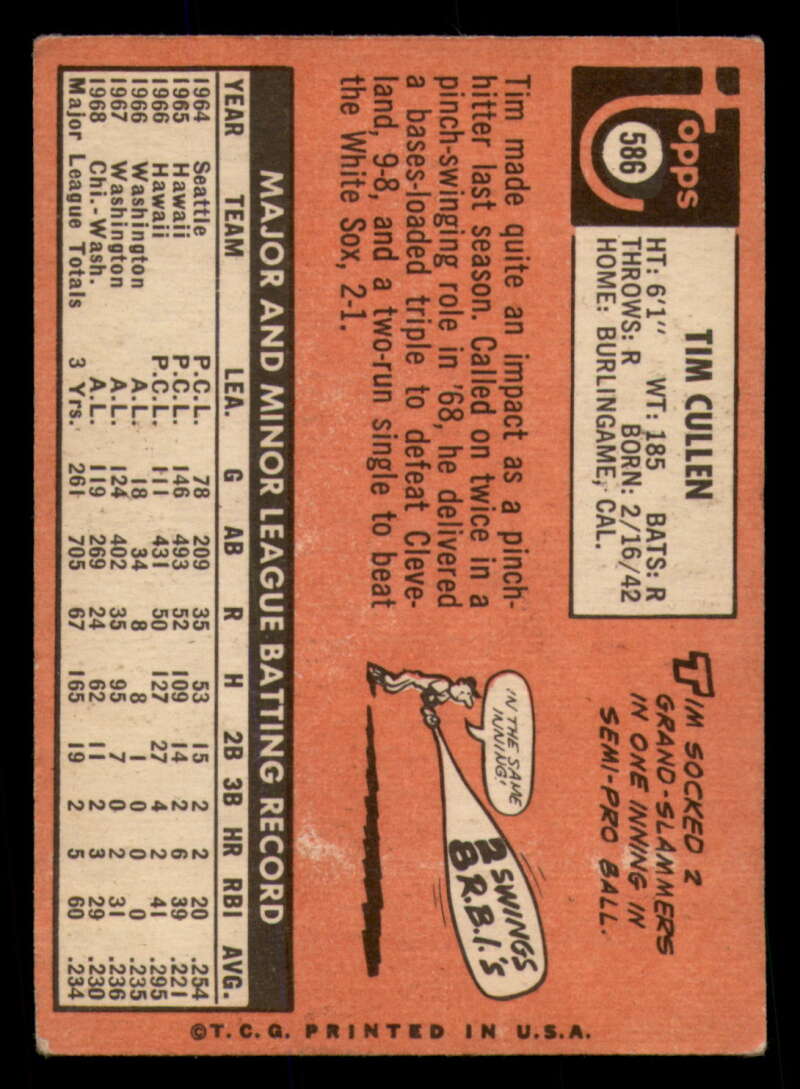 Topps
586
TIM CULLEN
HT: 6'1" WT: 185 BATS: R
THROWS: R BORN: 2/16/42
HOME: BURLINGAME, CAL.
TIM SOCKED 2
GRAND-SLAMMERS
IN ONE INNING IN
SEMI-PRO BALL.
Tim made quite an impact as a pinch-
hitter last season. Called on twice in a
pinch-swinging role in '68, he delivered
a bases-loaded triple to defeat Cleve-
land, 9-8, and a two-run single to beat
the White Sox, 2-1.
IN THE SAME
INNING!
2 SWINGS
8 R.B.I.'s
MAJOR AND MINOR LEAGUE BATTING RECORD
YEAR TEAM LEA. G AB R H 2B 3B HR RBI AVG.
1964 Seattle P.C.L. 78 209 35 53 15 2 2 20 .254
1965 Hawaii P.C.L. 146 493 52 109 14 2 6 39 .221
1966 Hawaii P.C.L. 111 431 50 127 27 4 2 41 .295
1966 Washington A.L. 18 34 8 8 1 0 0 0 .235
1967 Washington A.L. 124 402 35 95 7 0 2 31 .236
1968 Chi.-Wash. A.L. 119 269 24 62 11 2 3 29 .230
Major League Totals 3 Yrs. 261 705 67 165 19 2 5 60 .234
©T.C.G. PRINTED IN U.S.A.